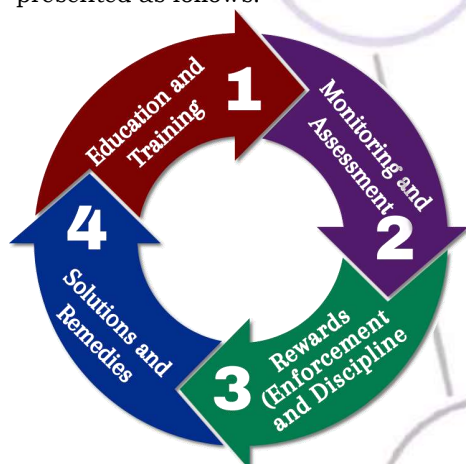 presented as follows:
1
Education and
Training
2
Monitoring and
Assessment
3
Rewards
(Enforcement
and Discipline
4
Solutions and
Remedies